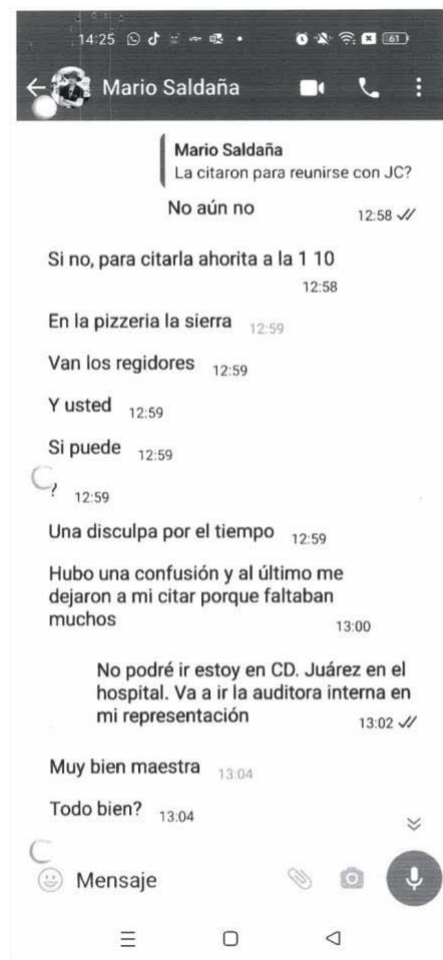 14:25
61
Mario Saldaña
Mario Saldaña
La citaron para reunirse con JC?
No aún no
12:58
Si no, para citarla ahorita a la 1 10
12:58
En la pizzeria la sierra 12:59
Van los regidores 12:59
Y usted 12:59
Si puede 12:59
? 12:59
Una disculpa por el tiempo 12:59
Hubo una confusión y al último me
dejaron a mi citar porque faltaban
muchos
13:00
No podré ir estoy en CD. Juárez en el
hospital. Va a ir la auditora interna en
mi representación
13:02
Muy bien maestra 13:04
Todo bien? 13:04
Mensaje